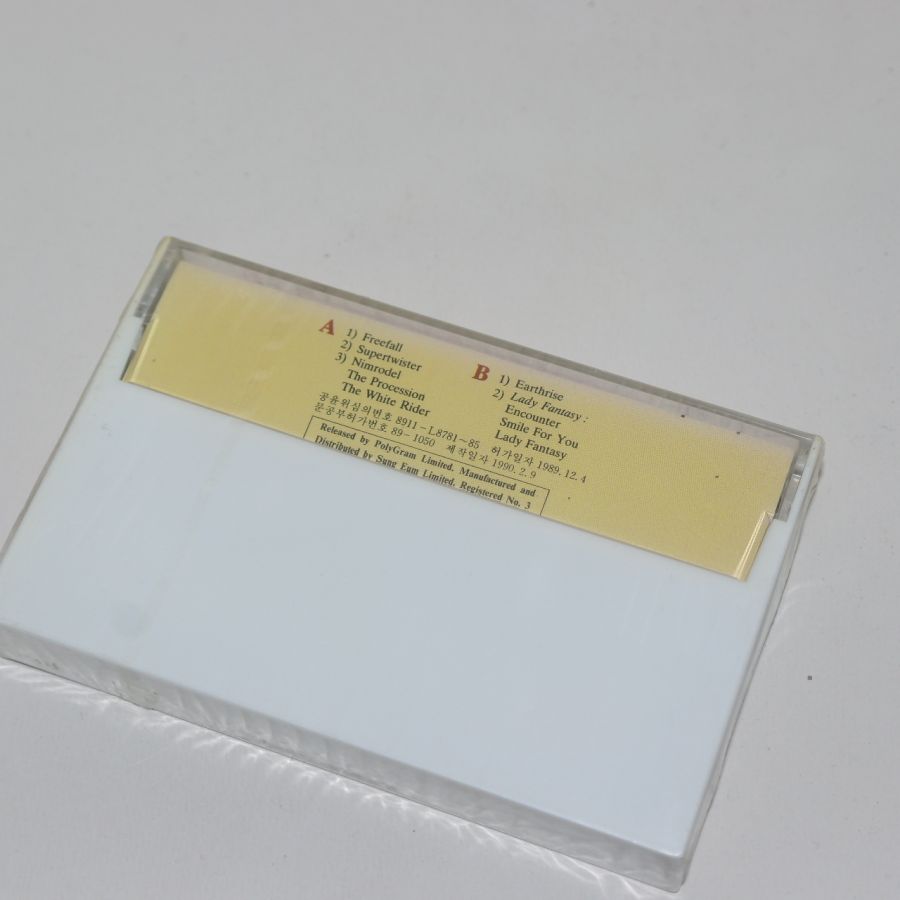 A
1) Freefall
2) Supertwister
3) Nimrodel
The Procession
The White Rider
B
1) Earthrise
2) Lady Fantasy :
Encounter
Smile For You
Lady Fantasy
공윤위심의번호 8911-L8781~85 허가일자 1989. 12. 4
문공부허가번호 89-1050 제작일자 1990. 2. 9
Released by PolyGram Limited. Manufactured and
Distributed by Sung Eum Limited. Registered No. 3